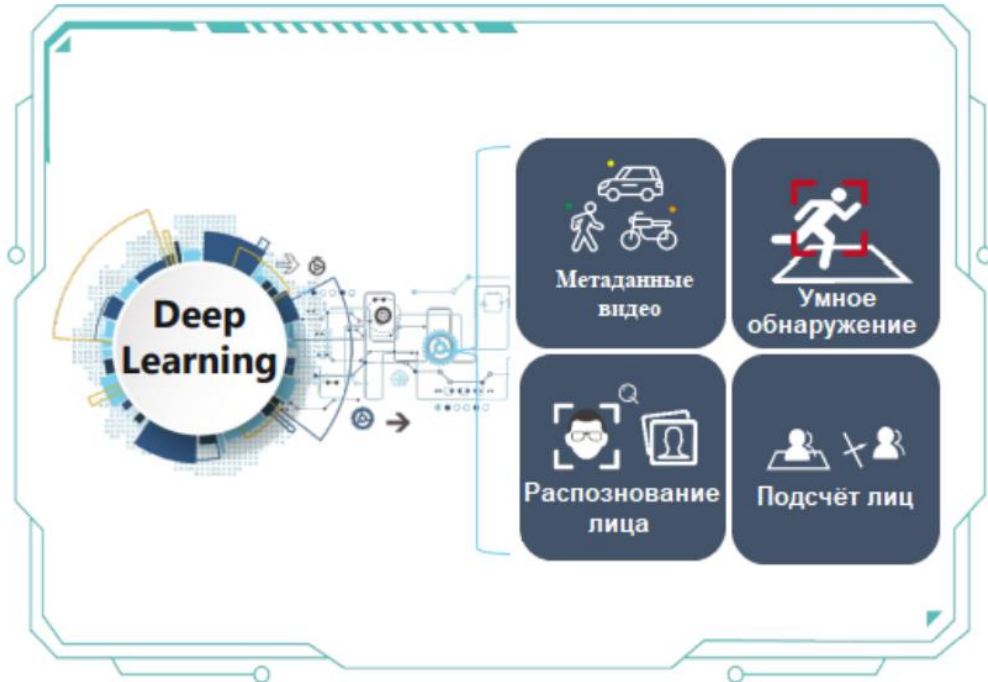 Deep
Learning
Метаданные
видео
Умное
обнаружение
Распознование
лица
Подсчёт лиц